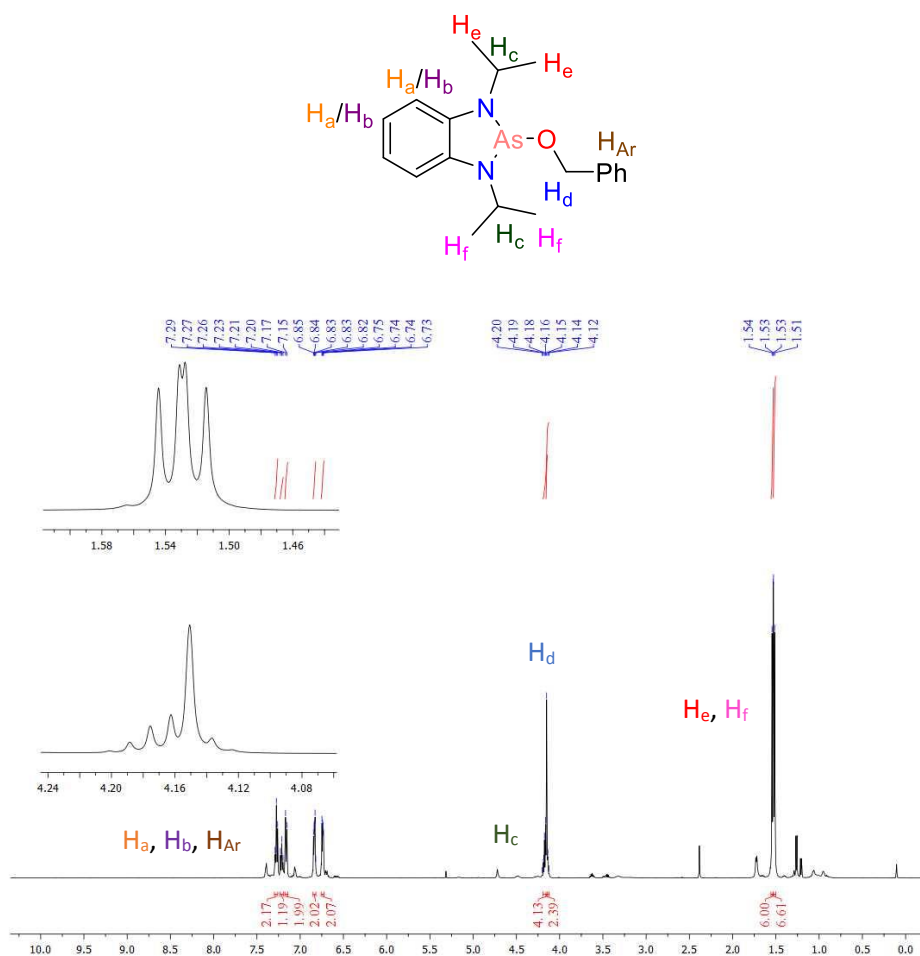 He
Hc
He
Ha/Hb
Ha/Hb
N
As
O
HAr
N
Ph
Hd
Hf
Hc
Hf
7.29
7.27
7.26
7.23
7.21
7.20
7.17
7.15
6.85
6.84
6.83
6.83
6.82
6.75
6.74
6.74
6.73
4.20
4.19
4.18
4.16
4.15
4.14
4.12
1.54
1.53
1.53
1.51
1.58 1.54 1.50 1.46
Hd
He, Hf
4.24 4.20 4.16 4.12 4.08
Ha, Hb, HAr
Hc
2.17
1.19
1.99
2.02
2.07
4.13
2.39
6.00
6.61
10.0 9.5 9.0 8.5 8.0 7.5 7.0 6.5 6.0 5.5 5.0 4.5 4.0 3.5 3.0 2.5 2.0 1.5 1.0 0.5 0.0